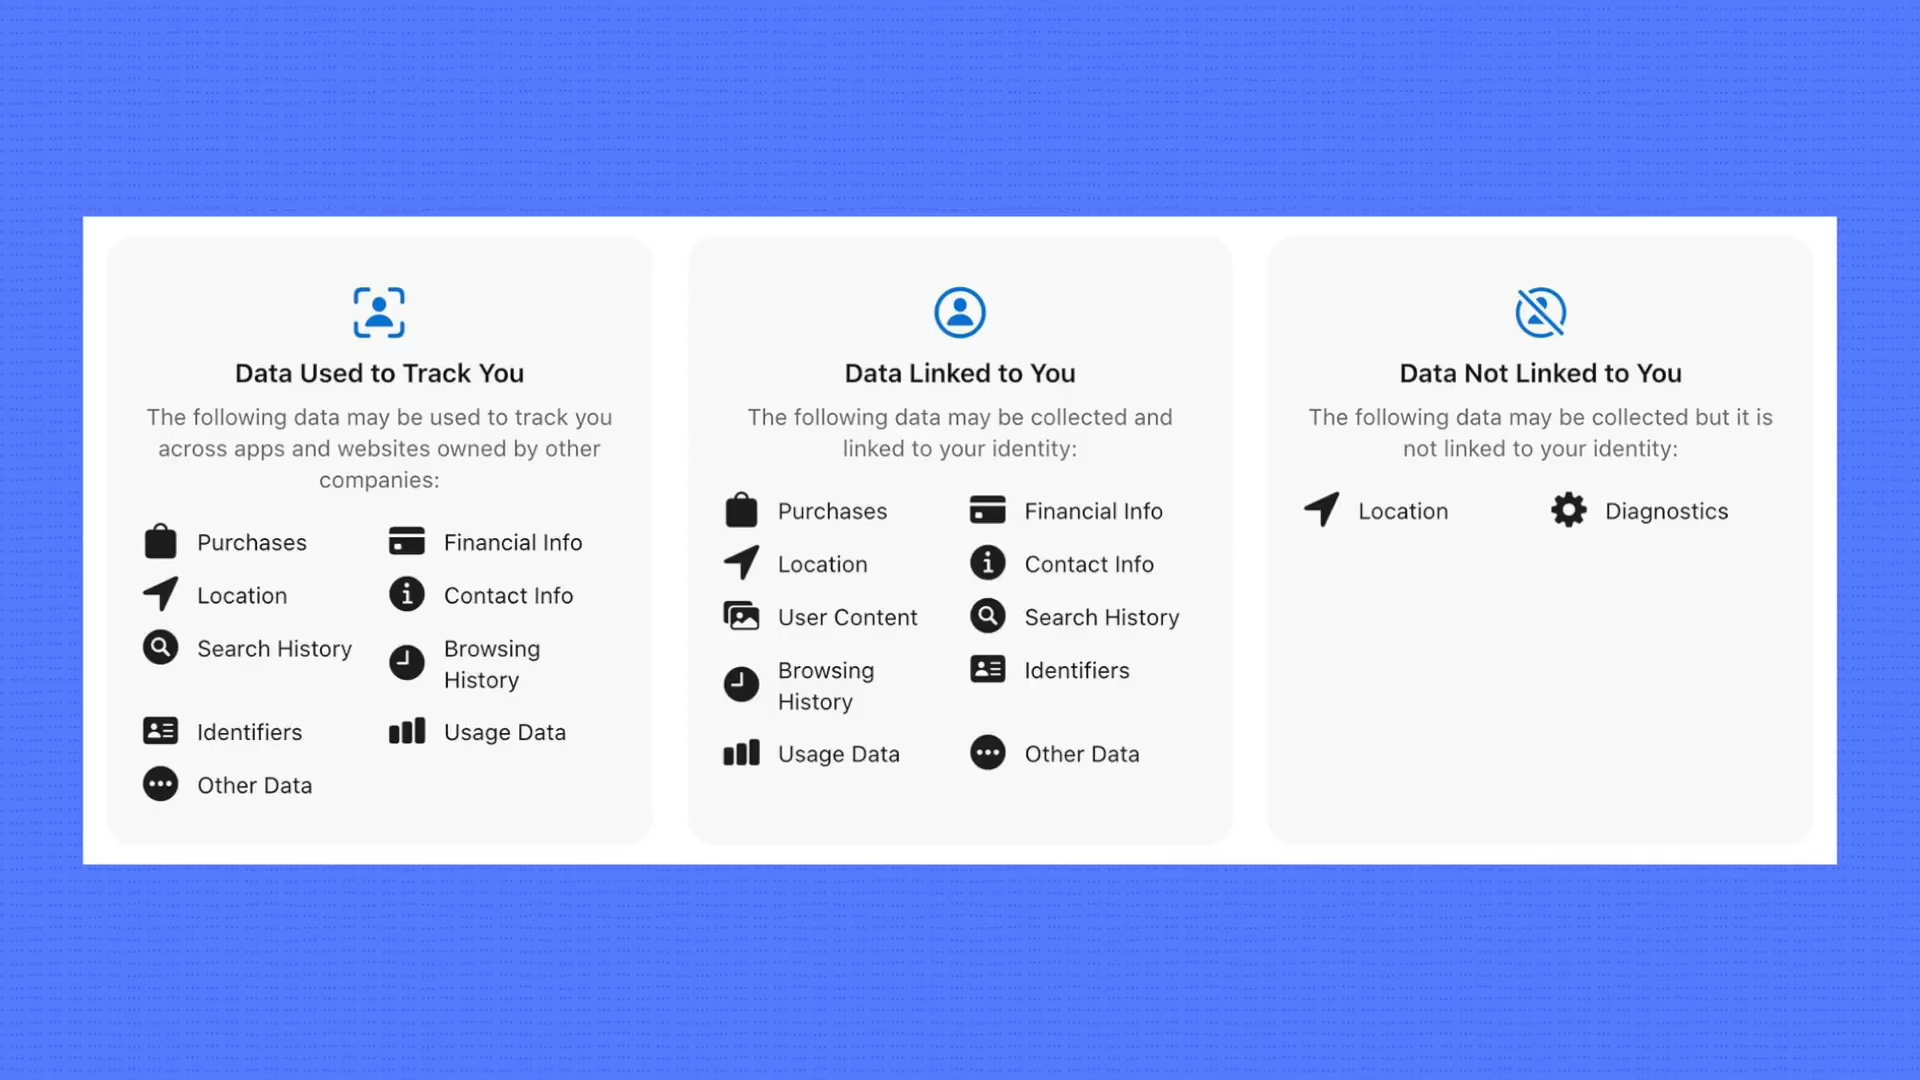 Data Used to Track You
The following data may be used to track you
across apps and websites owned by other
companies:
Purchases
Financial Info
Location
Contact Info
Search History
Browsing
History
Identifiers
Usage Data
Other Data
Data Linked to You
The following data may be collected and
linked to your identity:
Purchases
Financial Info
Location
Contact Info
User Content
Search History
Browsing
History
Identifiers
Usage Data
Other Data
Data Not Linked to You
The following data may be collected but it is
not linked to your identity:
Location
Diagnostics